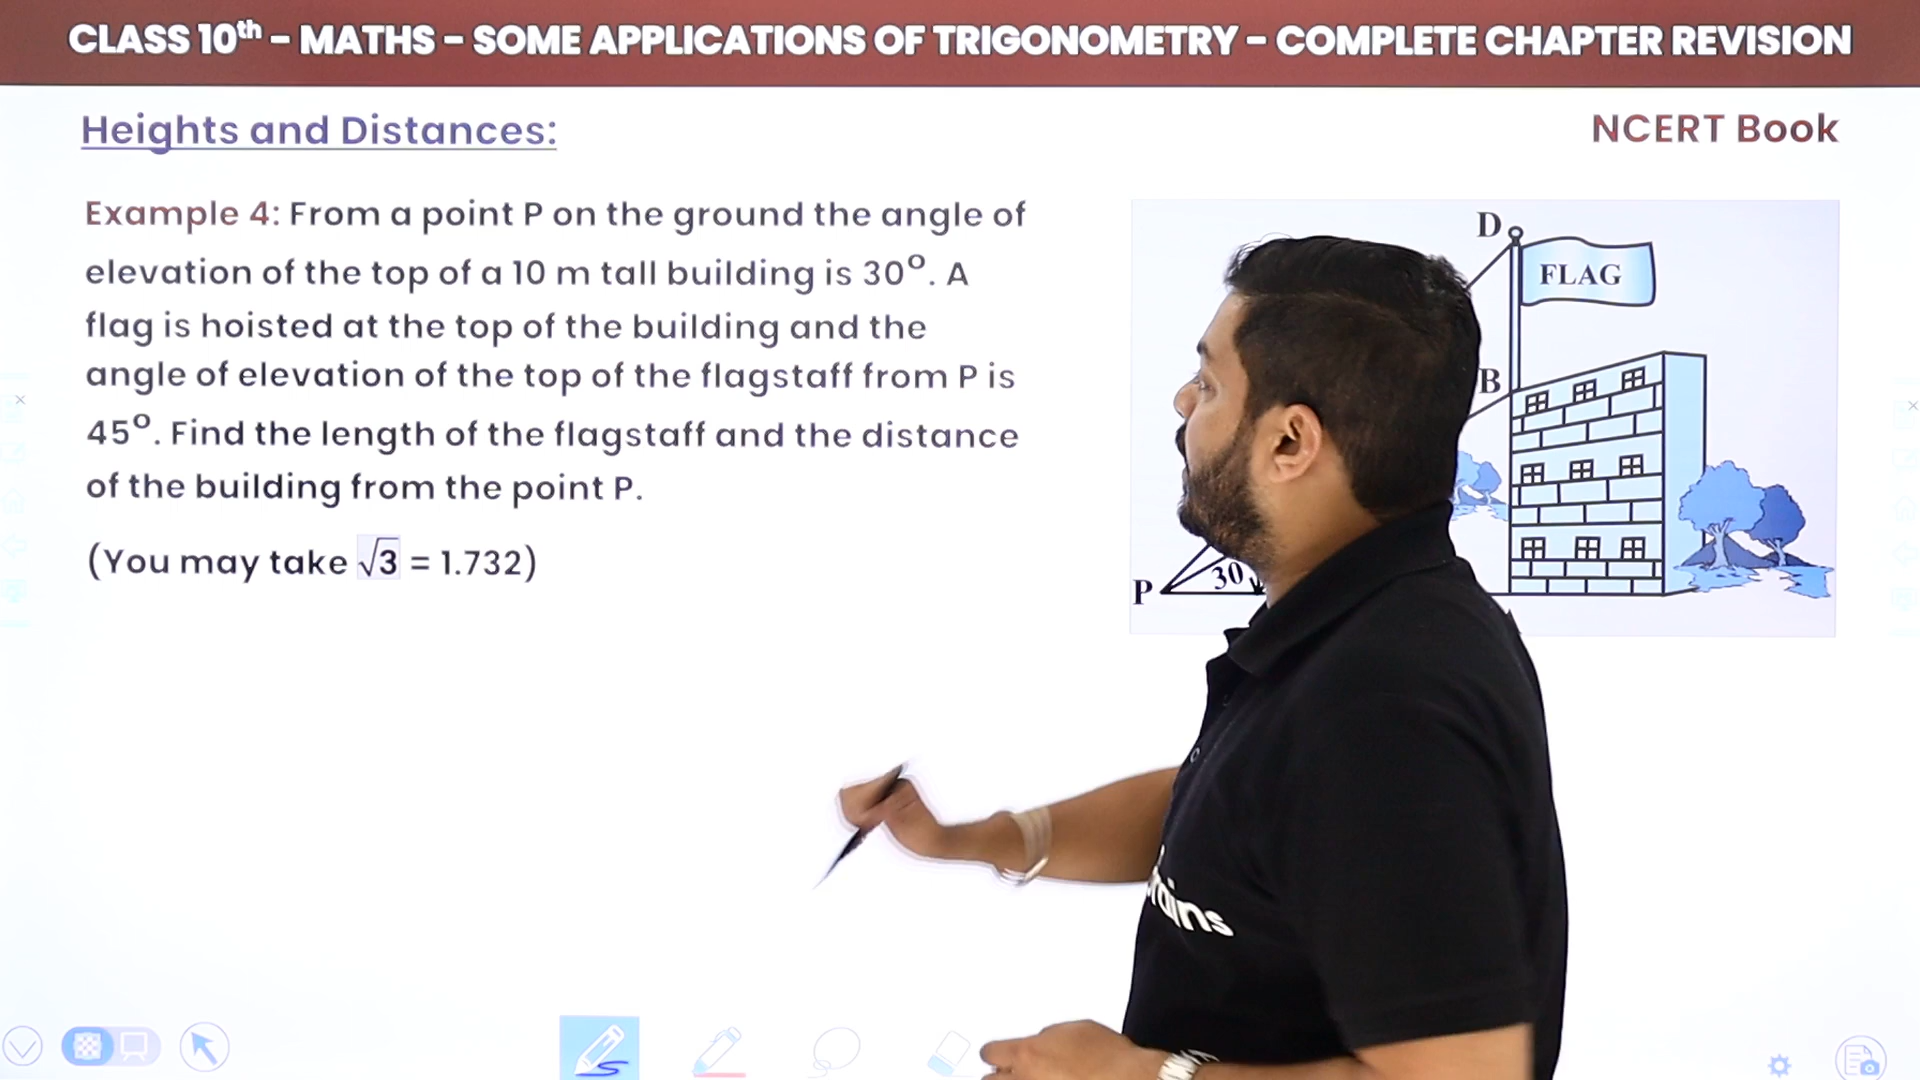 CLASS 10th - MATHS - SOME APPLICATIONS OF TRIGONOMETRY - COMPLETE CHAPTER REVISION
Heights and Distances:
NCERT Book
Example 4: From a point P on the ground the angle of
elevation of the top of a 10 m tall building is 30°. A
flag is hoisted at the top of the building and the
angle of elevation of the top of the flagstaff from P is
45°. Find the length of the flagstaff and the distance
of the building from the point P.
(You may take √3 = 1.732)
D
FLAG
B
30
P